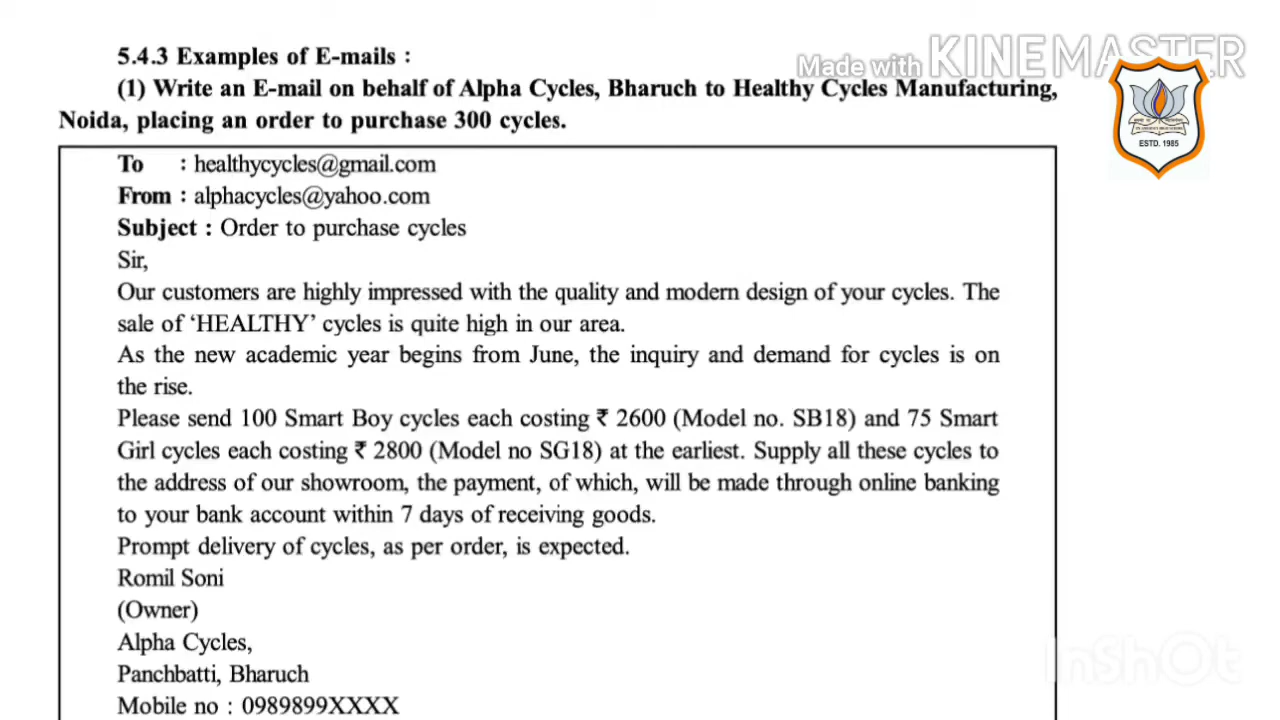 5.4.3 Examples of E-mails :
Made with KINEMASTER
(1) Write an E-mail on behalf of Alpha Cycles, Bharuch to Healthy Cycles Manufacturing,
Noida, placing an order to purchase 300 cycles.
ESTD. 1985
To : healthycycles@gmail.com
From : alphacycles@yahoo.com
Subject : Order to purchase cycles
Sir,
Our customers are highly impressed with the quality and modern design of your cycles. The
sale of ‘HEALTHY’ cycles is quite high in our area.
As the new academic year begins from June, the inquiry and demand for cycles is on
the rise.
Please send 100 Smart Boy cycles each costing ₹ 2600 (Model no. SB18) and 75 Smart
Girl cycles each costing ₹ 2800 (Model no SG18) at the earliest. Supply all these cycles to
the address of our showroom, the payment, of which, will be made through online banking
to your bank account within 7 days of receiving goods.
Prompt delivery of cycles, as per order, is expected.
Romil Soni
(Owner)
Alpha Cycles,
Panchbatti, Bharuch
Mobile no : 0989899XXXX
InShOt